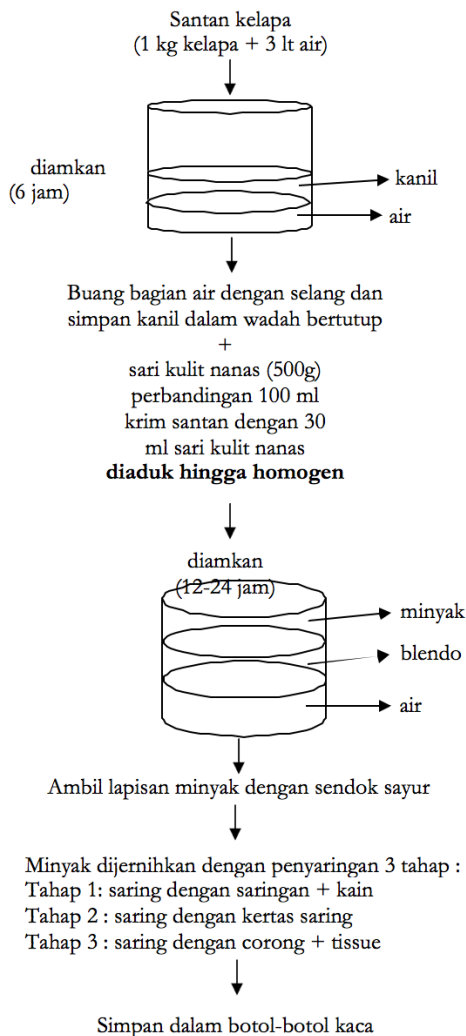 Santan kelapa
(1 kg kelapa + 3 lt air)
diamkan
(6 jam)
kanil
air
Buang bagian air dengan selang dan
simpan kanil dalam wadah bertutup
+
sari kulit nanas (500g)
perbandingan 100 ml
krim santan dengan 30
ml sari kulit nanas
diaduk hingga homogen
diamkan
(12-24 jam)
minyak
blendo
air
Ambil lapisan minyak dengan sendok sayur
Minyak dijernihkan dengan penyaringan 3 tahap :
Tahap 1: saring dengan saringan + kain
Tahap 2 : saring dengan kertas saring
Tahap 3 : saring dengan corong + tissue
Simpan dalam botol-botol kaca